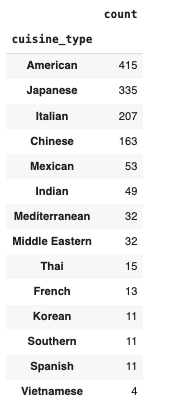 count
cuisine_type
American 415
Japanese 335
Italian 207
Chinese 163
Mexican 53
Indian 49
Mediterranean 32
Middle Eastern 32
Thai 15
French 13
Korean 11
Southern 11
Spanish 11
Vietnamese 4